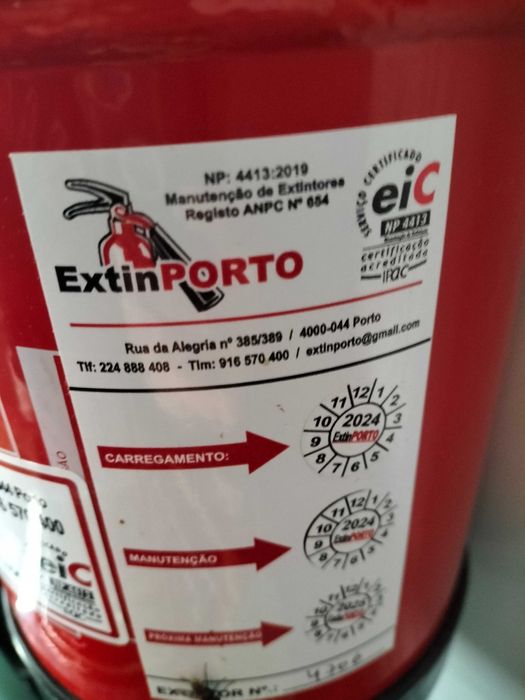 NP: 4413:2019
Manutenção de Extintores
Registo ANPC Nº 654
ExtinPORTO
SERVIÇO CERTIFICADO
eiC
NP 4413
certificação
acreditada
IPAC
Rua da Alegria nº 385/389 / 4000-044 Porto
Tlf: 224 888 408 - Tlm: 916 570 400 / extinporto@gmail.com
CARREGAMENTO:
1 2 3 4 5 6 7 8 9 10 11 12
2024
ExtinPORTO
MANUTENÇÃO
1 2 3 4 5 6 7 8 9 10 11 12
2024
ExtinPORTO
PRÓXIMA MANUTENÇÃO
Nº.:
eiC